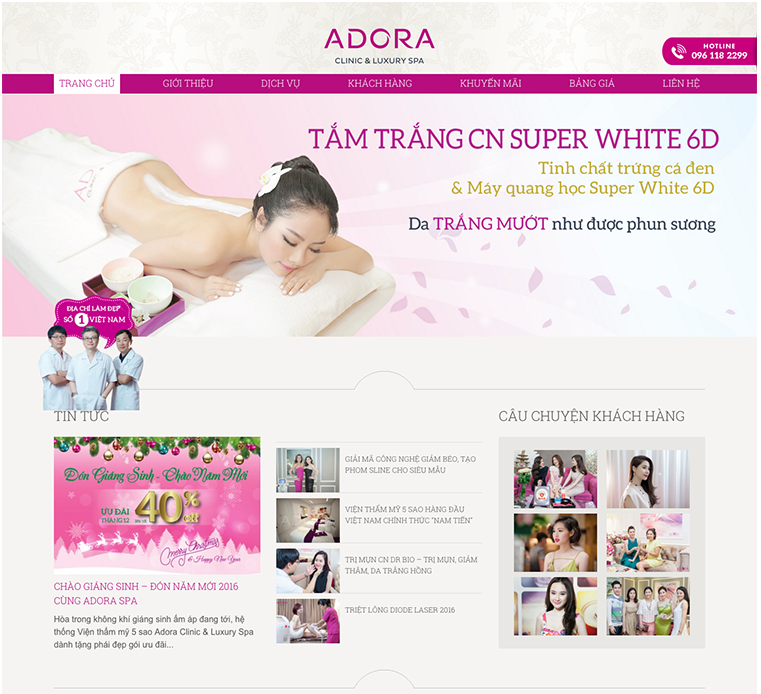 ADORA
CLINIC & LUXURY SPA
HOTLINE
096 118 2299
TRANG CHỦ
GIỚI THIỆU
DỊCH VỤ
KHÁCH HÀNG
KHUYẾN MÃI
BẢNG GIÁ
LIÊN HỆ
TẮM TRẮNG CN SUPER WHITE 6D
Tinh chất trứng cá đen
& Máy quang học Super White 6D
Da TRẮNG MƯỚT như được phun sương
ĐỊA CHỈ LÀM ĐẸP
SỐ 1 VIỆT NAM
TIN TỨC
Đón Giáng Sinh - Chào Năm Mới
ƯU ĐÃI
THÁNG 12
40%
off
Merry Christmas
& Happy New Year
CHÀO GIÁNG SINH – ĐÓN NĂM MỚI 2016
CÙNG ADORA SPA
Hòa trong không khí giáng sinh ấm áp đang tới, hệ
thống Viện thẩm mỹ 5 sao Adora Clinic & Luxury Spa
dành tặng phái đẹp gói ưu đãi...
GIẢI MÃ CÔNG NGHỆ GIẢM BÉO, TẠO
PHOM SLINE CHO SIÊU MẪU
VIỆN THẨM MỸ 5 SAO HÀNG ĐẦU
VIỆT NAM CHÍNH THỨC "NAM TIẾN"
TRỊ MỤN CN DR BIO – TRỊ MỤN, GIẢM
THÂM, DA TRẮNG HỒNG
TRIỆT LÔNG DIODE LASER 2016
CÂU CHUYỆN KHÁCH HÀNG